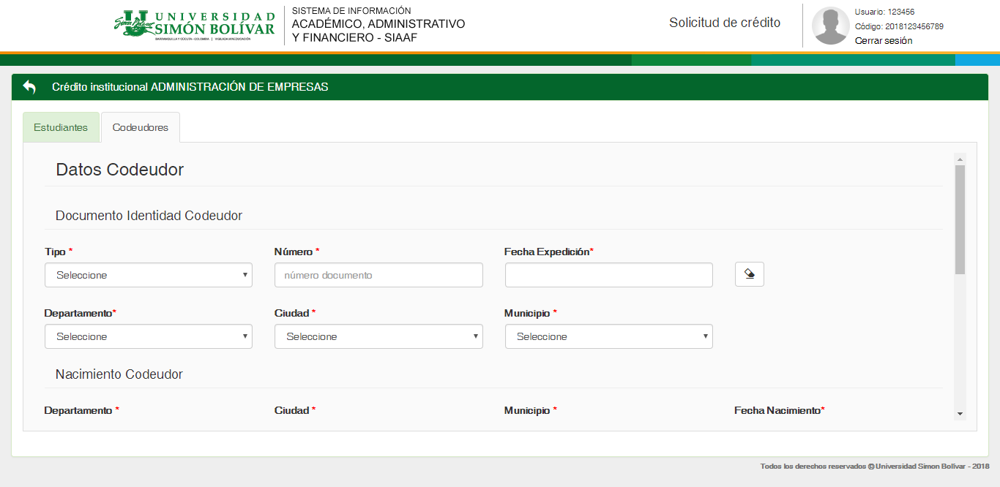 UNIVERSIDAD
SIMÓN BOLÍVAR
BARRANQUILLA Y CÚCUTA - COLOMBIA | VIGILADA MINEDUCACIÓN
SISTEMA DE INFORMACIÓN
ACADÉMICO, ADMINISTRATIVO
Y FINANCIERO - SIAAF
Solicitud de crédito
Usuario: 123456
Código: 2018123456789
Cerrar sesión
Crédito institucional ADMINISTRACIÓN DE EMPRESAS
Estudiantes
Codeudores
Datos Codeudor
Documento Identidad Codeudor
Tipo *
Número *
Fecha Expedición*
Seleccione
número documento
Departamento*
Ciudad *
Municipio *
Seleccione
Seleccione
Seleccione
Nacimiento Codeudor
Departamento *
Ciudad *
Municipio *
Fecha Nacimiento*
Todos los derechos reservados @ Universidad Simon Bolívar - 2018